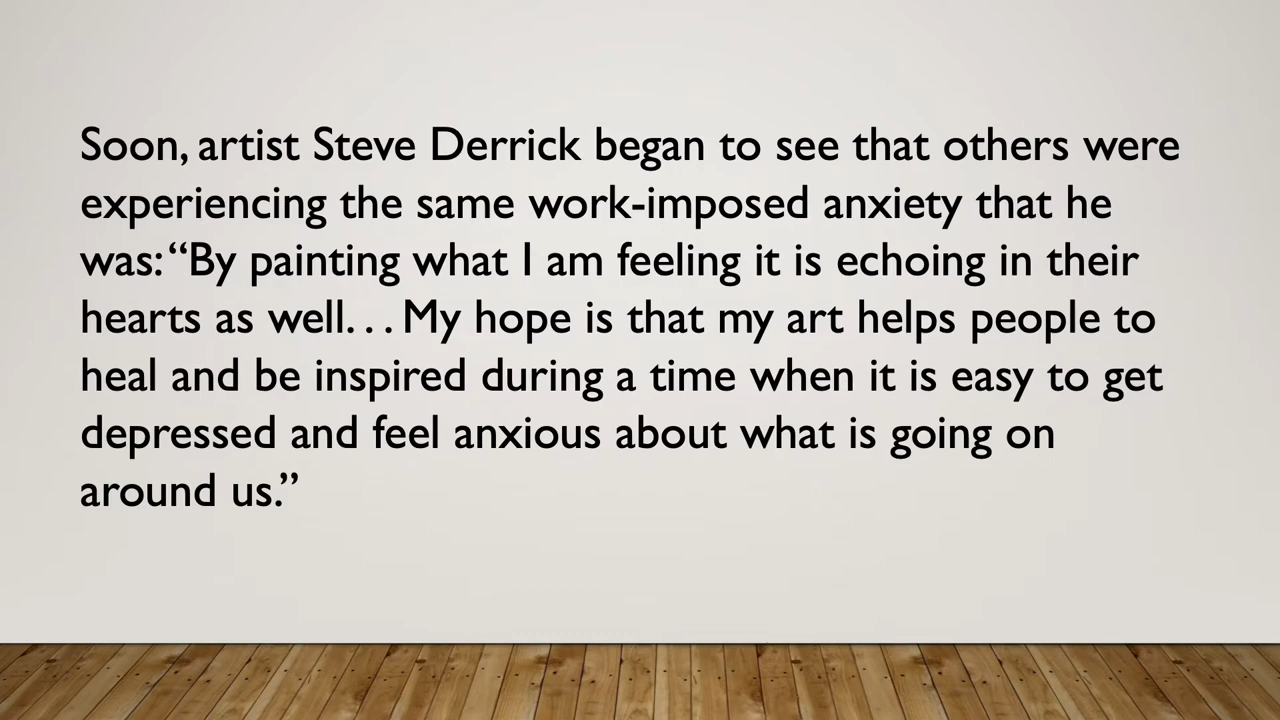 Soon, artist Steve Derrick began to see that others were
experiencing the same work-imposed anxiety that he
was: “By painting what I am feeling it is echoing in their
hearts as well. . . My hope is that my art helps people to
heal and be inspired during a time when it is easy to get
depressed and feel anxious about what is going on
around us.”